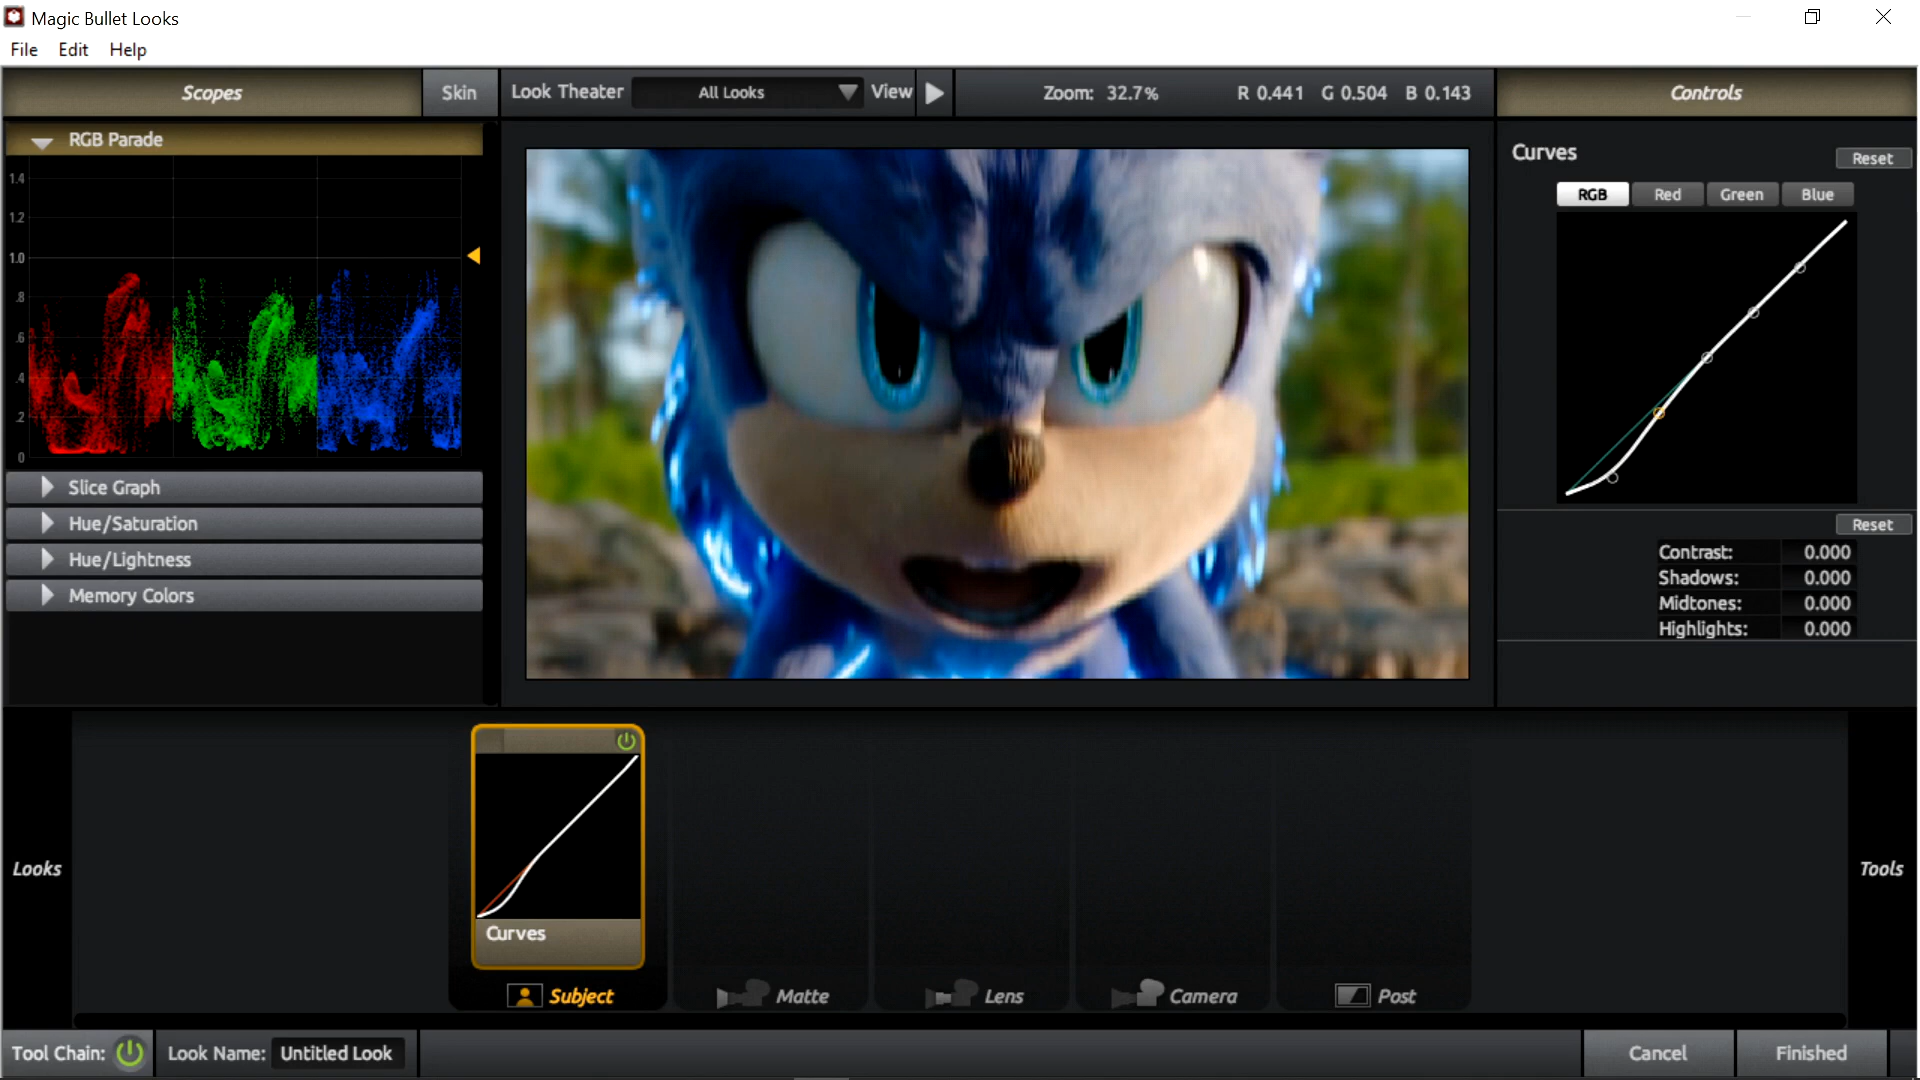 Magic Bullet Looks
File Edit Help
Scopes Skin Look Theater All Looks View Zoom: 32.7% R 0.441 G 0.504 B 0.143 Controls
RGB Parade
1.4
1.2
1.0
.8
.6
.4
.2
0
Slice Graph
Hue/Saturation
Hue/Lightness
Memory Colors
Curves Reset
RGB Red Green Blue
Reset
Contrast: 0.000
Shadows: 0.000
Midtones: 0.000
Highlights: 0.000
Looks
Curves
Subject Matte Lens Camera Post
Tools
Tool Chain: Look Name: Untitled Look Cancel Finished